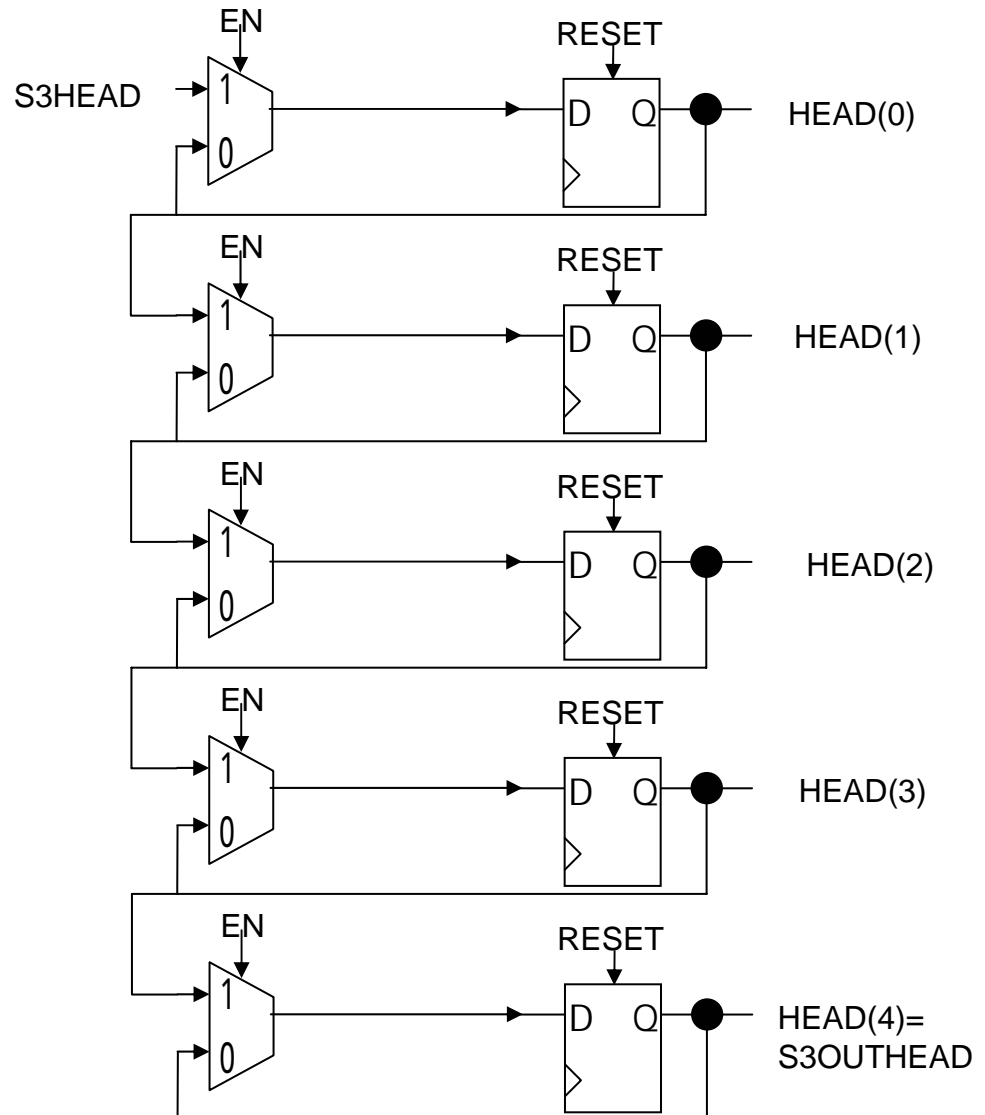 EN
RESET
S3HEAD
1
0
D Q
HEAD(0)
EN
RESET
1
0
D Q
HEAD(1)
EN
RESET
1
0
D Q
HEAD(2)
EN
RESET
1
0
D Q
HEAD(3)
EN
RESET
1
0
D Q
HEAD(4)=
S3OUTHEAD